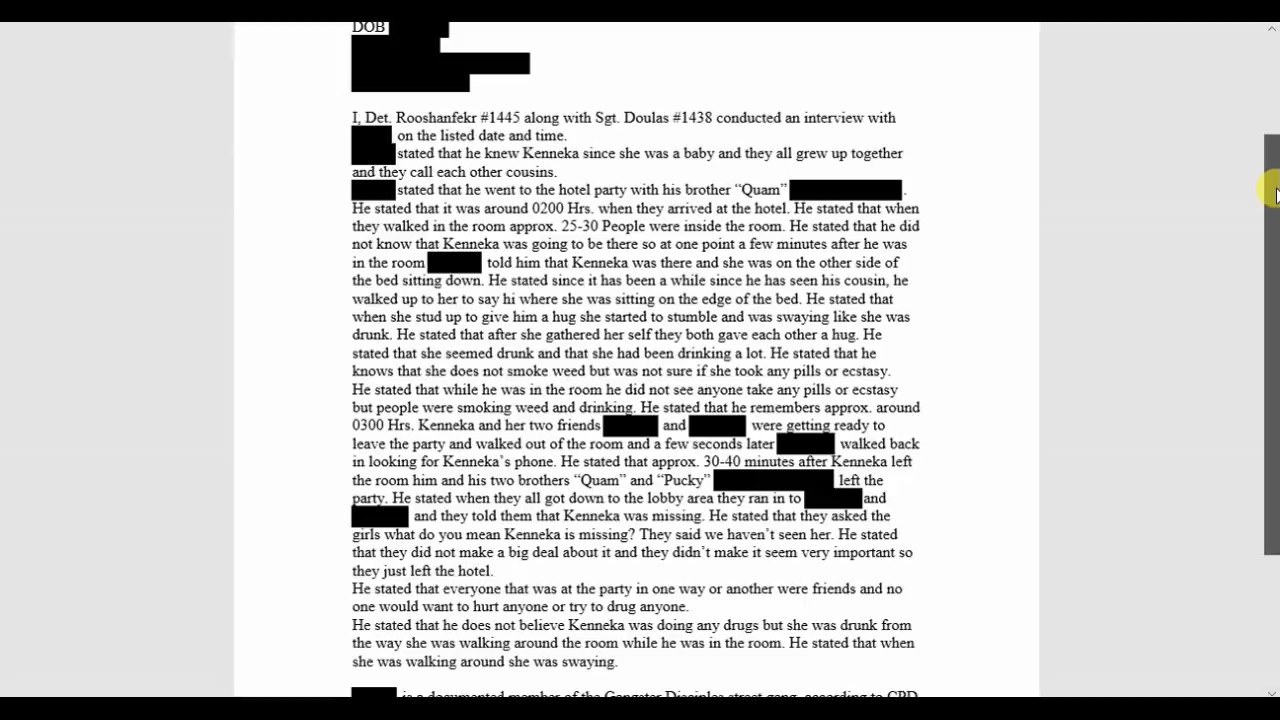 DOB
I, Det. Rooshanfekr #1445 along with Sgt. Doulas #1438 conducted an interview with
on the listed date and time.
stated that he knew Kenneka since she was a baby and they all grew up together
and they call each other cousins.
stated that he went to the hotel party with his brother “Quam” .
He stated that it was around 0200 Hrs. when they arrived at the hotel. He stated that when
they walked in the room approx. 25-30 People were inside the room. He stated that he did
not know that Kenneka was going to be there so at one point a few minutes after he was
in the room told him that Kenneka was there and she was on the other side of
the bed sitting down. He stated since it has been a while since he has seen his cousin, he
walked up to her to say hi where she was sitting on the edge of the bed. He stated that
when she stud up to give him a hug she started to stumble and was swaying like she was
drunk. He stated that after she gathered her self they both gave each other a hug. He
stated that she seemed drunk and that she had been drinking a lot. He stated that he
knows that she does not smoke weed but was not sure if she took any pills or ecstasy.
He stated that while he was in the room he did not see anyone take any pills or ecstasy
but people were smoking weed and drinking. He stated that he remembers approx. around
0300 Hrs. Kenneka and her two friends and were getting ready to
leave the party and walked out of the room and a few seconds later walked back
in looking for Kenneka’s phone. He stated that approx. 30-40 minutes after Kenneka left
the room him and his two brothers “Quam” and “Pucky” left the
party. He stated when they all got down to the lobby area they ran in to and
and they told them that Kenneka was missing. He stated that they asked the
girls what do you mean Kenneka is missing? They said we haven’t seen her. He stated
that they did not make a big deal about it and they didn’t make it seem very important so
they just left the hotel.
He stated that everyone that was at the party in one way or another were friends and no
one would want to hurt anyone or try to drug anyone.
He stated that he does not believe Kenneka was doing any drugs but she was drunk from
the way she was walking around the room while he was in the room. He stated that when
she was walking around she was swaying.
is a documented member of the Gangster Disciples street gang, according to CPD